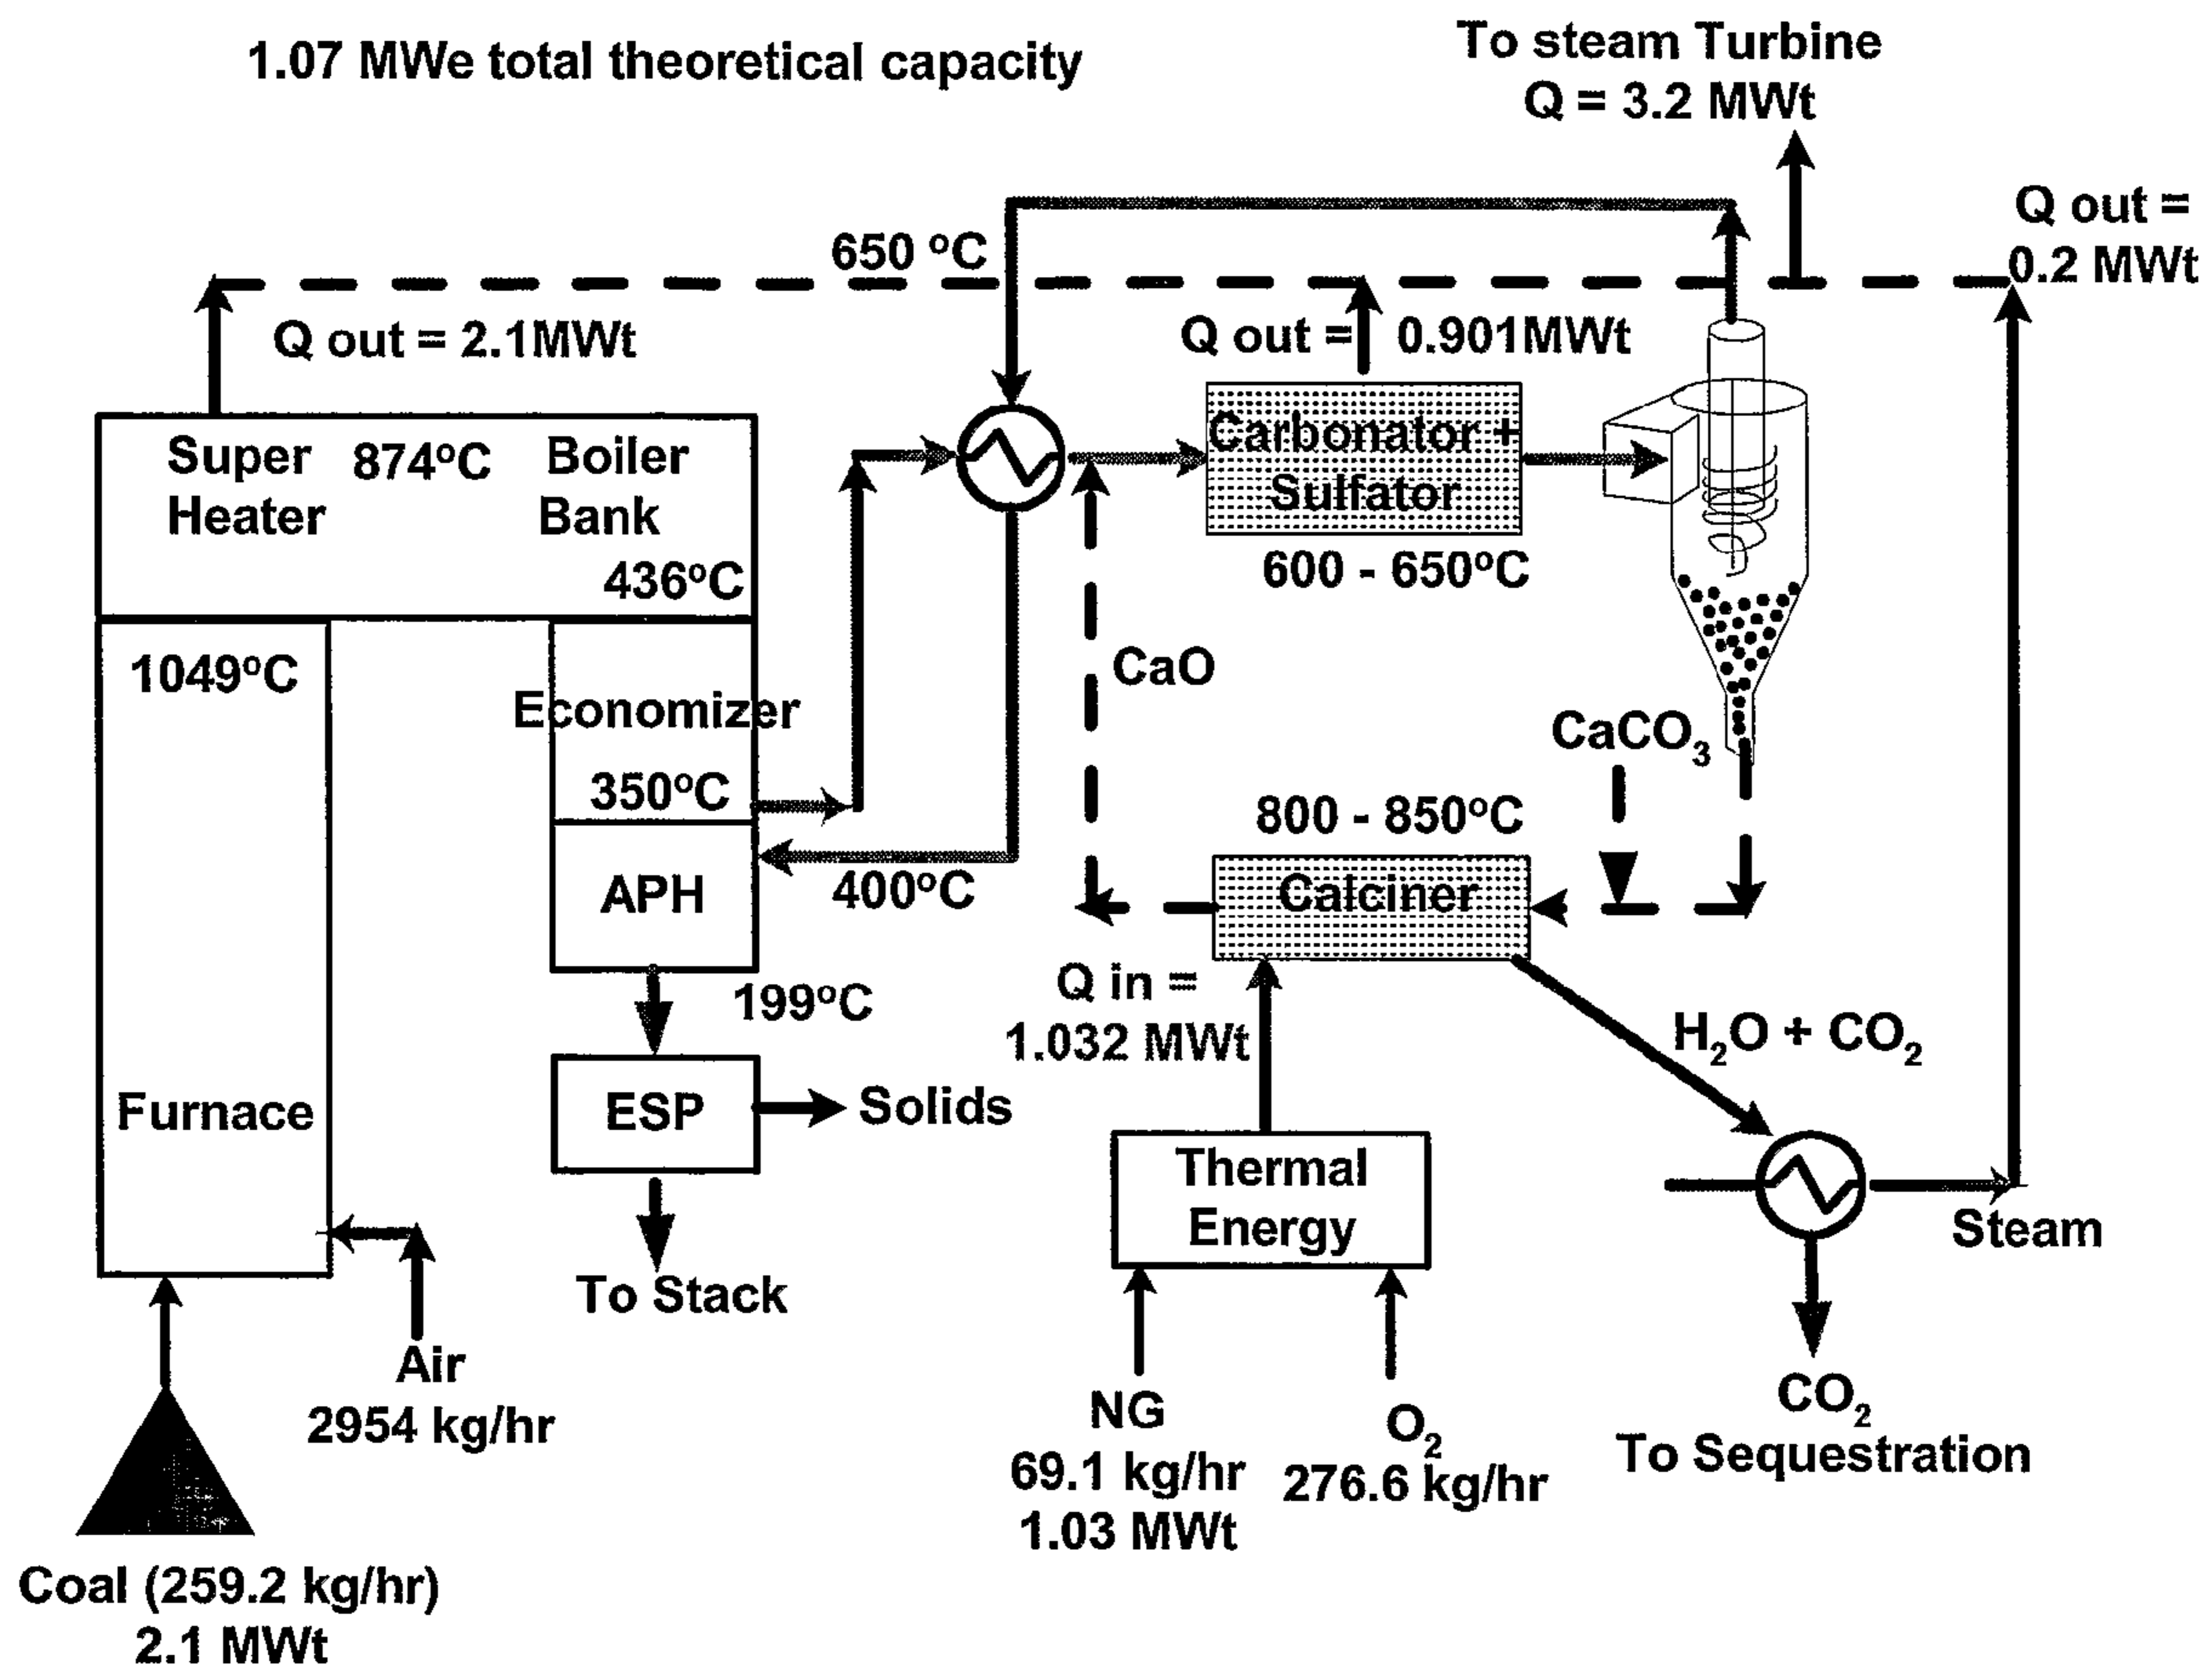 1.07 MWe total theoretical capacity
To steam Turbine
Q = 3.2 MWt
Q out =
0.2 MWt
650 °C
Q out = 2.1MWt
Q out = 0.901MWt
Super
Heater
874°C
Boiler
Bank
436°C
Carbonator +
Sulfator
600 - 650°C
1049°C
Economizer
350°C
CaO
CaCO₃
800 - 850°C
APH
400°C
Calciner
199°C
Q in =
1.032 MWt
H₂O + CO₂
Furnace
ESP
Solids
Thermal
Energy
Steam
To Stack
Air
2954 kg/hr
NG
69.1 kg/hr
1.03 MWt
O₂
276.6 kg/hr
CO₂
To Sequestration
Coal (259.2 kg/hr)
2.1 MWt